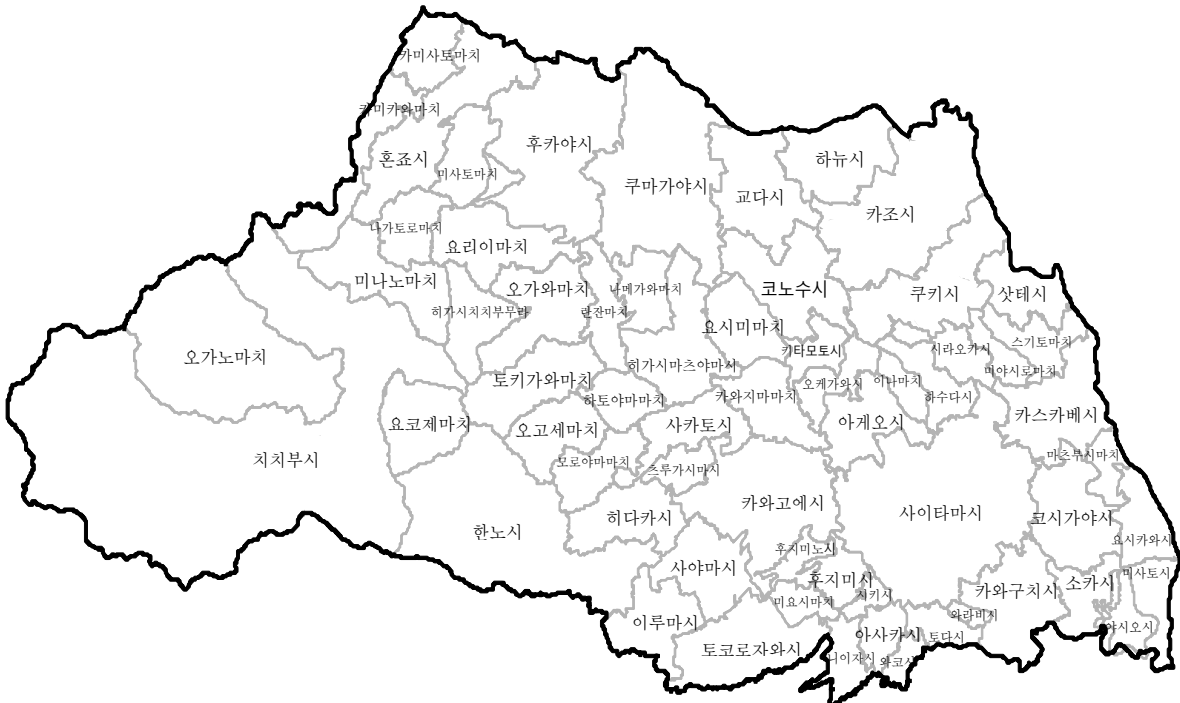 카미사토마치
카미카와마치
혼죠시
미사토마치
후카야시
쿠마가야시
교다시
하뉴시
카조시
나가토로마치
요리이마치
미나노마치
히가시치치부무라
오가와마치
란잔마치
나메가와마치
요시미마치
코노수시
쿠키시
삿테시
오가노마치
토키가와마치
히가시마츠야마시
키타모토시
시라오카시
스기토마치
미야시로마치
하토야마마치
카와지마마치
오케가와시
이나마치
하수다시
요코제마치
오고세마치
사카토시
아게오시
카스카베시
치치부시
모로야마마치
츠루가시마시
마츠부시마치
한노시
히다카시
카와고에시
사이타마시
코시가야시
요시카와시
사야마시
후지미노시
후지미시
미요시마치
시키시
카와구치시
소카시
미사토시
이루마시
와라비시
토코로자와시
아사카시
토다시
야시오시
니이자시
와코시